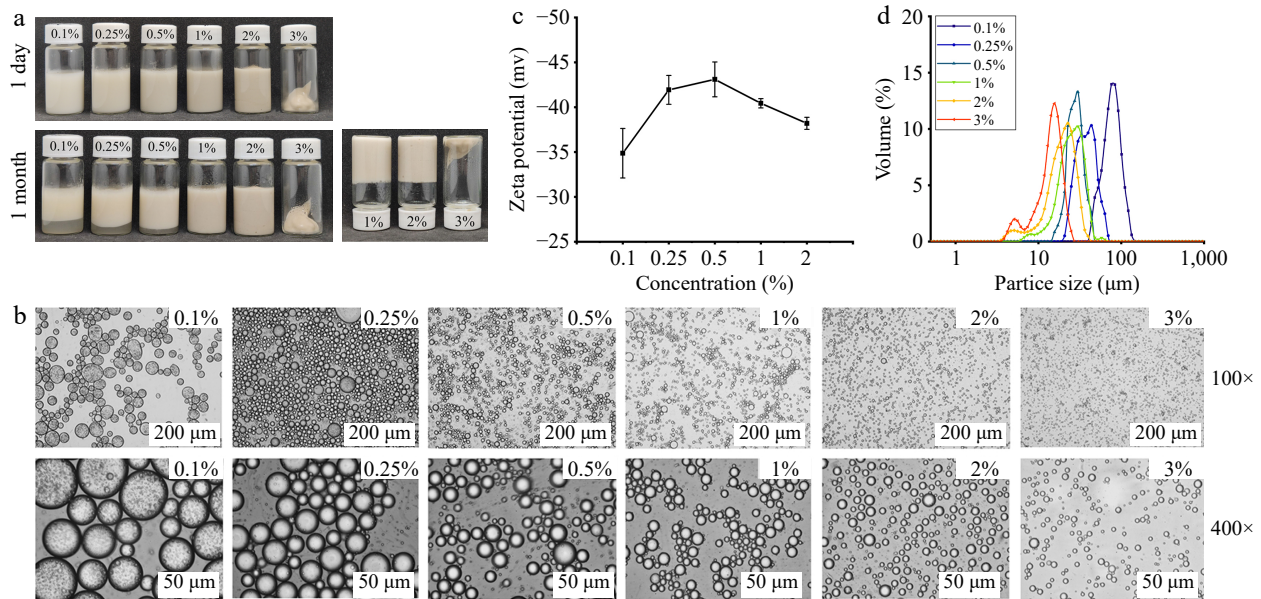 a
1 day
0.1% 0.25% 0.5% 1% 2% 3%
1 month
0.1% 0.25% 0.5% 1% 2% 3%
1% 2% 3%
c
Zeta potential (mv)
−50
−45
−40
−35
−30
−25
0.1 0.25 0.5 1 2
Concentration (%)
d
Volume (%)
20
15
10
5
0
0.1%
0.25%
0.5%
1%
2%
3%
1 10 100 1,000
Partice size (μm)
b
0.1% 0.25% 0.5% 1% 2% 3%
200 μm 200 μm 200 μm 200 μm 200 μm 200 μm
100×
0.1% 0.25% 0.5% 1% 2% 3%
50 μm 50 μm 50 μm 50 μm 50 μm 50 μm
400×